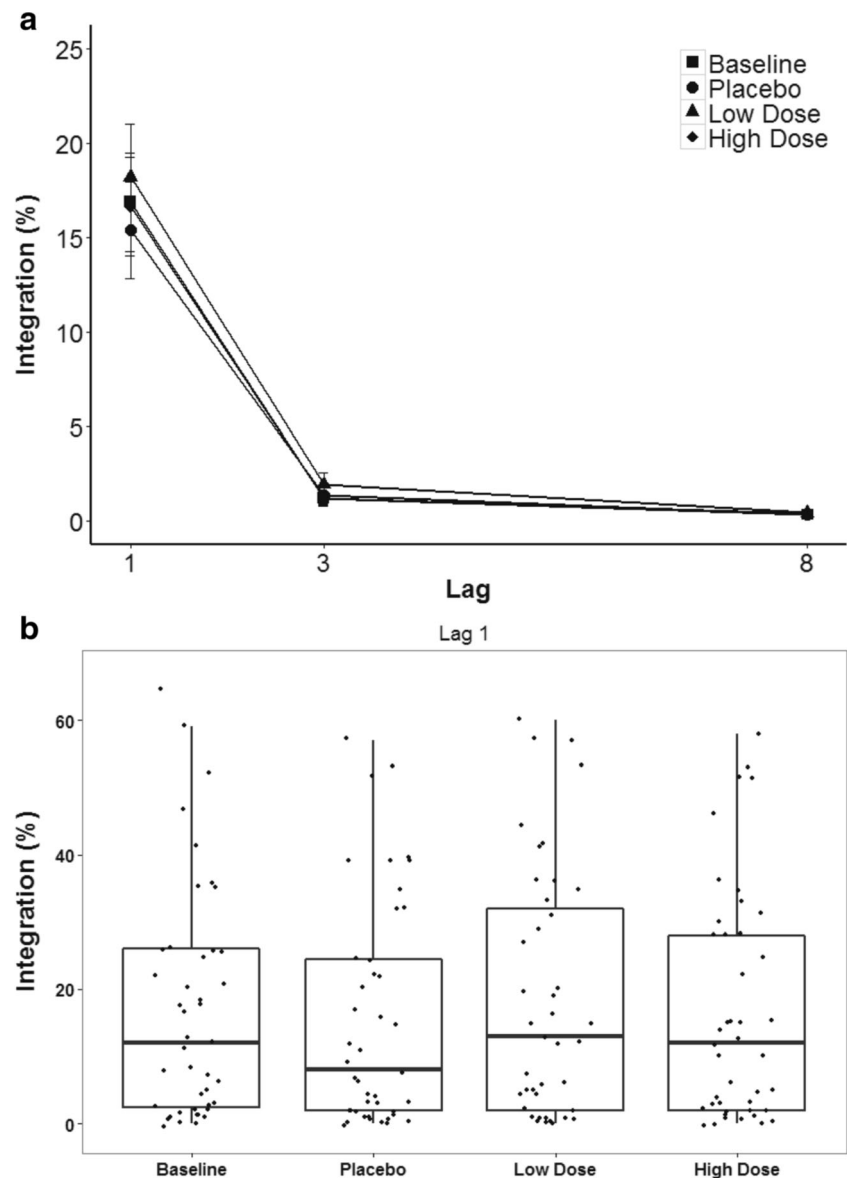 a
25
20
15
10
5
0
Integration (%)
Baseline
Placebo
Low Dose
High Dose
1
3
8
Lag
b
Lag 1
60
40
20
0
Integration (%)
Baseline
Placebo
Low Dose
High Dose